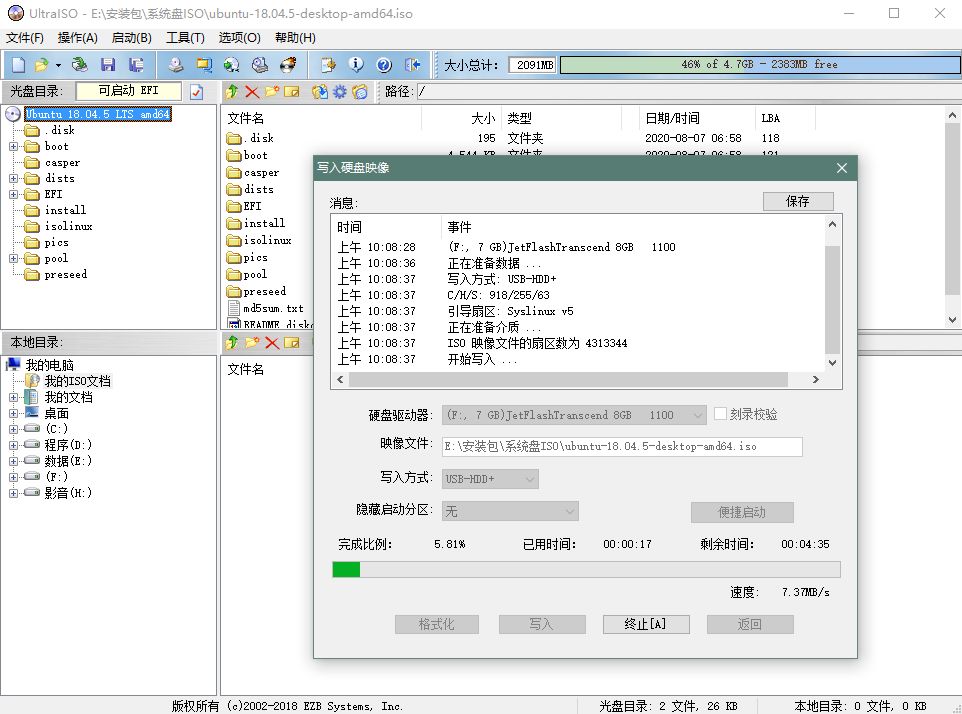 UltraISO - E:\安装包\系统盘ISO\ubuntu-18.04.5-desktop-amd64.iso
文件(F) 操作(A) 启动(B) 工具(T) 选项(O) 帮助(H)
大小总计: 2091MB 46% of 4.7GB - 2383MB free
光盘目录: 可启动 EFI 路径: /
Ubuntu 18.04.5 LTS amd64
.disk
boot
casper
dists
EFI
install
isolinux
pics
pool
preseed
文件名 大小 类型 日期/时间 LBA
.disk 195 文件夹 2020-08-07 06:58 118
boot
casper
dists
EFI
install
isolinux
pics
pool
preseed
md5sum.txt
README.diskd
本地目录:
我的电脑
我的ISO文档
我的文档
桌面
(C:)
程序(D:)
数据(E:)
(F:)
影音(H:)
文件名
写入硬盘映像
消息: 保存
时间 事件
上午 10:08:28 (F:, 7 GB)JetFlashTranscend 8GB 1100
上午 10:08:36 正在准备数据 ...
上午 10:08:37 写入方式: USB-HDD+
上午 10:08:37 C/H/S: 918/255/63
上午 10:08:37 引导扇区: Syslinux v5
上午 10:08:37 正在准备介质 ...
上午 10:08:37 ISO 映像文件的扇区数为 4313344
上午 10:08:37 开始写入 ...
硬盘驱动器: (F:, 7 GB)JetFlashTranscend 8GB 1100 刻录校验
映像文件: E:\安装包\系统盘ISO\ubuntu-18.04.5-desktop-amd64.iso
写入方式: USB-HDD+
隐藏启动分区: 无 便捷启动
完成比例: 5.81% 已用时间: 00:00:17 剩余时间: 00:04:35
速度: 7.37MB/s
格式化 写入 终止[A] 返回
版权所有 (c)2002-2018 EZB Systems, Inc. 光盘目录: 2 文件, 26 KB 本地目录: 0 文件, 0 KB